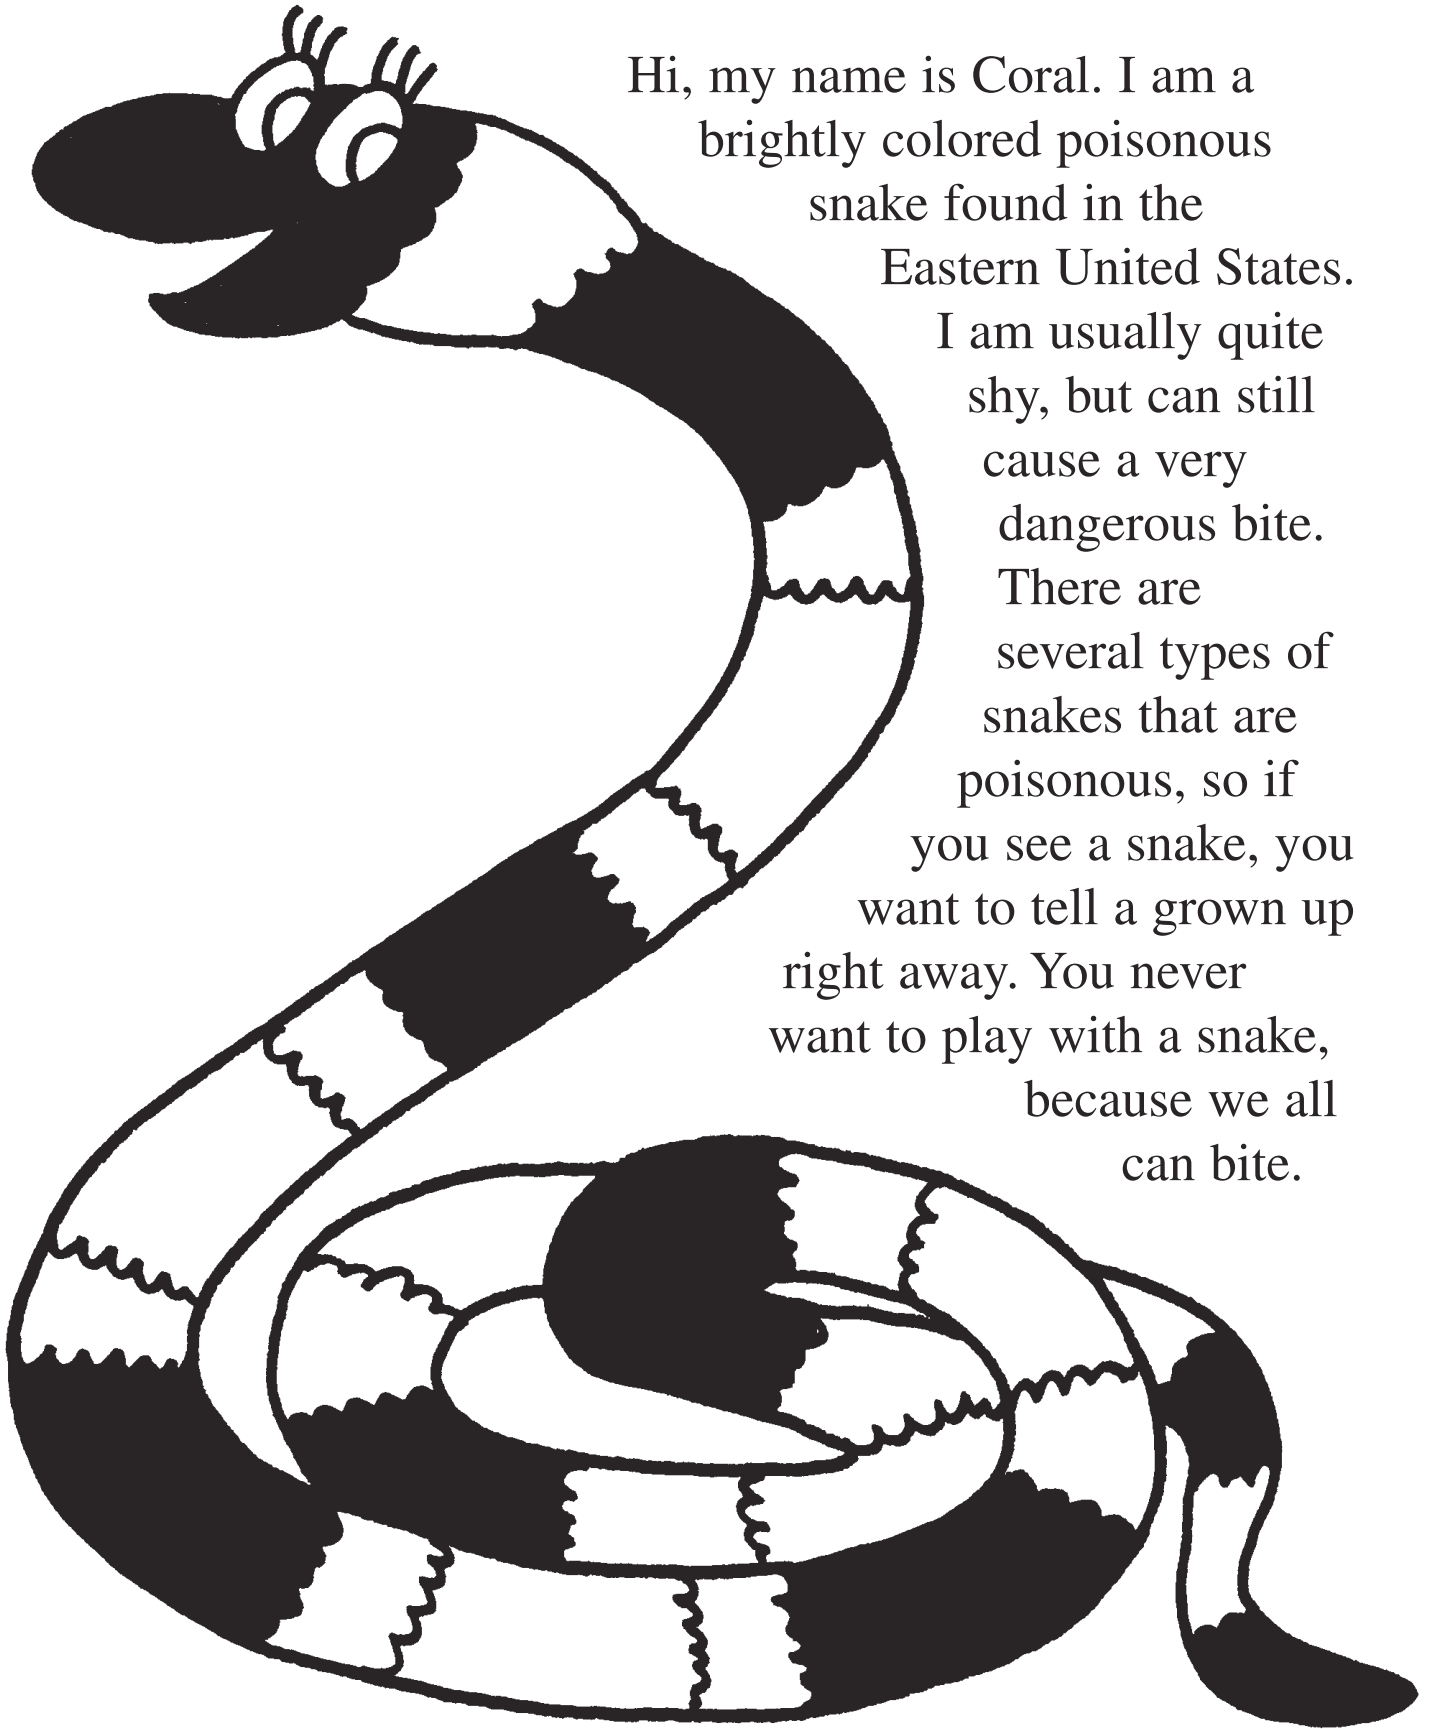 Hi, my name is Coral. I am a
brightly colored poisonous
snake found in the
Eastern United States.
I am usually quite
shy, but can still
cause a very
dangerous bite.
There are
several types of
snakes that are
poisonous, so if
you see a snake, you
want to tell a grown up
right away. You never
want to play with a snake,
because we all
can bite.